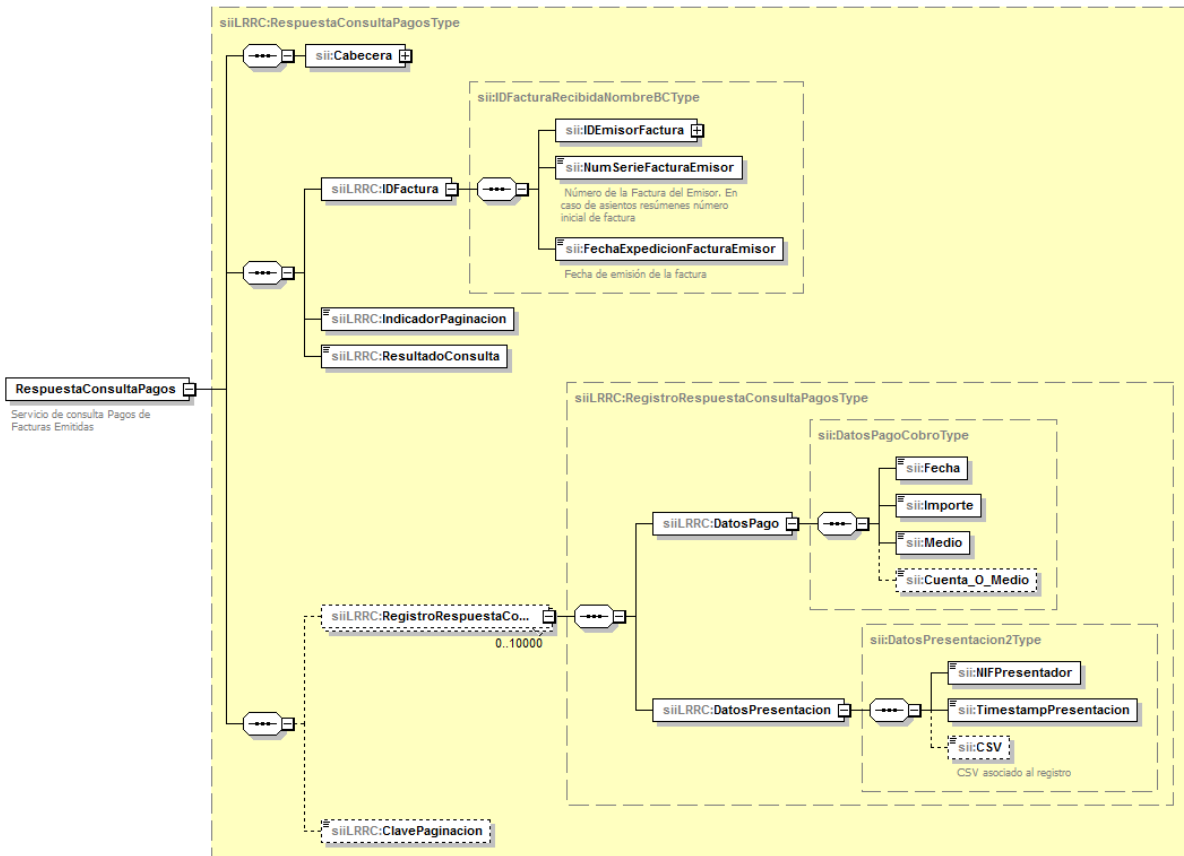 siiLRRC:RespuestaConsultaPagosType
sii:Cabecera
sii:IDFacturaRecibidaNombreBCType
sii:IDEmisorFactura
siiLRRC:IDFactura
sii:NumSerieFacturaEmisor
Número de la Factura del Emisor. En
caso de asientos resúmenes número
inicial de factura
sii:FechaExpedicionFacturaEmisor
Fecha de emisión de la factura
siiLRRC:IndicadorPaginacion
siiLRRC:ResultadoConsulta
RespuestaConsultaPagos
Servicio de consulta Pagos de
Facturas Emitidas
siiLRRC:RegistroRespuestaConsultaPagosType
sii:DatosPagoCobroType
sii:Fecha
sii:Importe
siiLRRC:DatosPago
sii:Medio
sii:Cuenta_O_Medio
siiLRRC:RegistroRespuestaCo...
0..10000
sii:DatosPresentacion2Type
sii:NIFPresentador
siiLRRC:DatosPresentacion
sii:TimestampPresentacion
sii:CSV
CSV asociado al registro
siiLRRC:ClavePaginacion